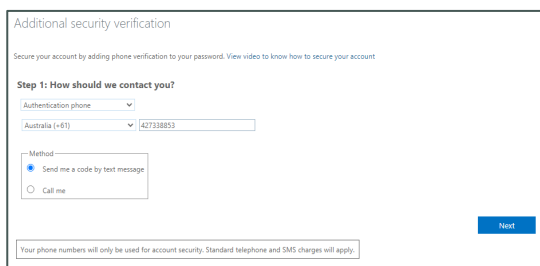 Additional security verification
Secure your account by adding phone verification to your password. View video to know how to secure your account
Step 1: How should we contact you?
Authentication phone
Australia (+61) 427338853
Method
Send me a code by text message
Call me
Next
Your phone numbers will only be used for account security. Standard telephone and SMS charges will apply.